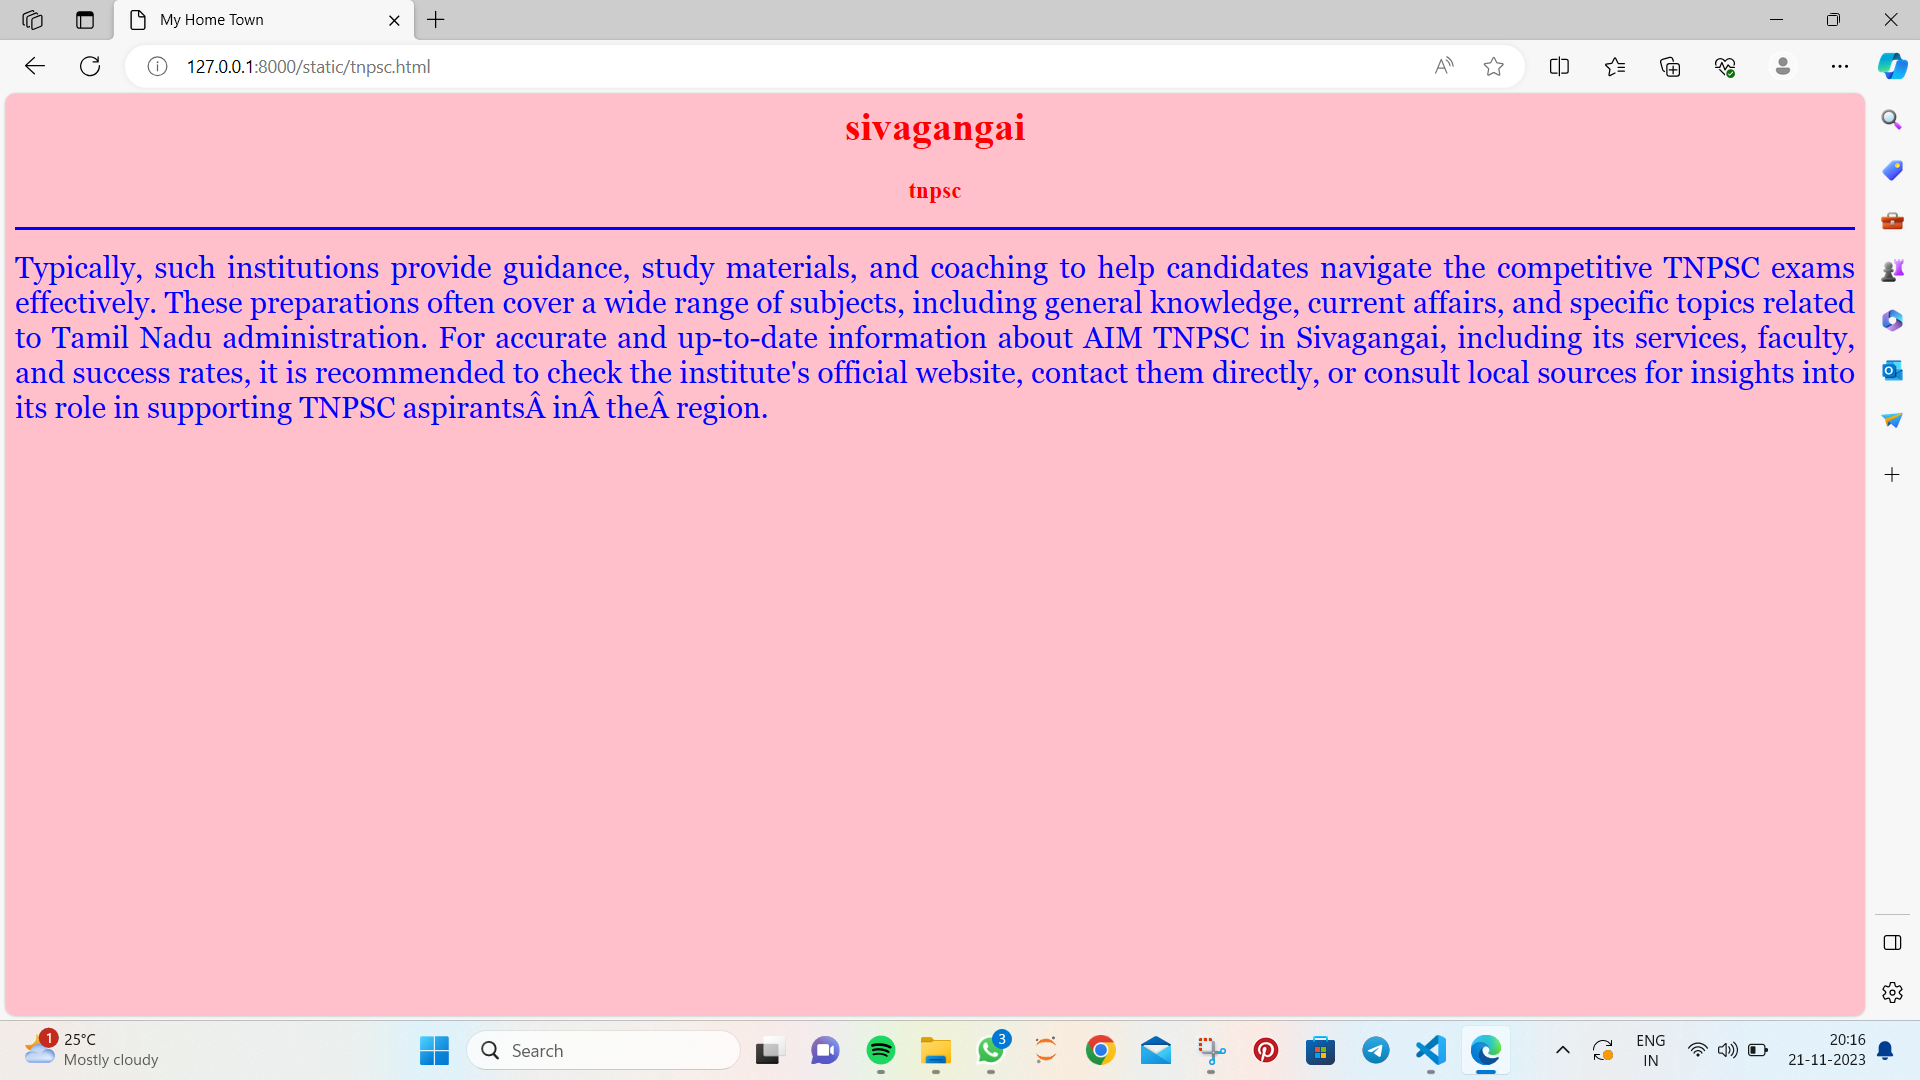 My Home Town
127.0.0.1:8000/static/tnpsc.html
sivagangai
tnpsc
Typically, such institutions provide guidance, study materials, and coaching to help candidates navigate the competitive TNPSC exams
effectively. These preparations often cover a wide range of subjects, including general knowledge, current affairs, and specific topics related
to Tamil Nadu administration. For accurate and up-to-date information about AIM TNPSC in Sivagangai, including its services, faculty,
and success rates, it is recommended to check the institute's official website, contact them directly, or consult local sources for insights into
its role in supporting TNPSC aspirantsÂ inÂ theÂ region.
1
25°C
Mostly cloudy
Search
3
ENG
IN
20:16
21-11-2023